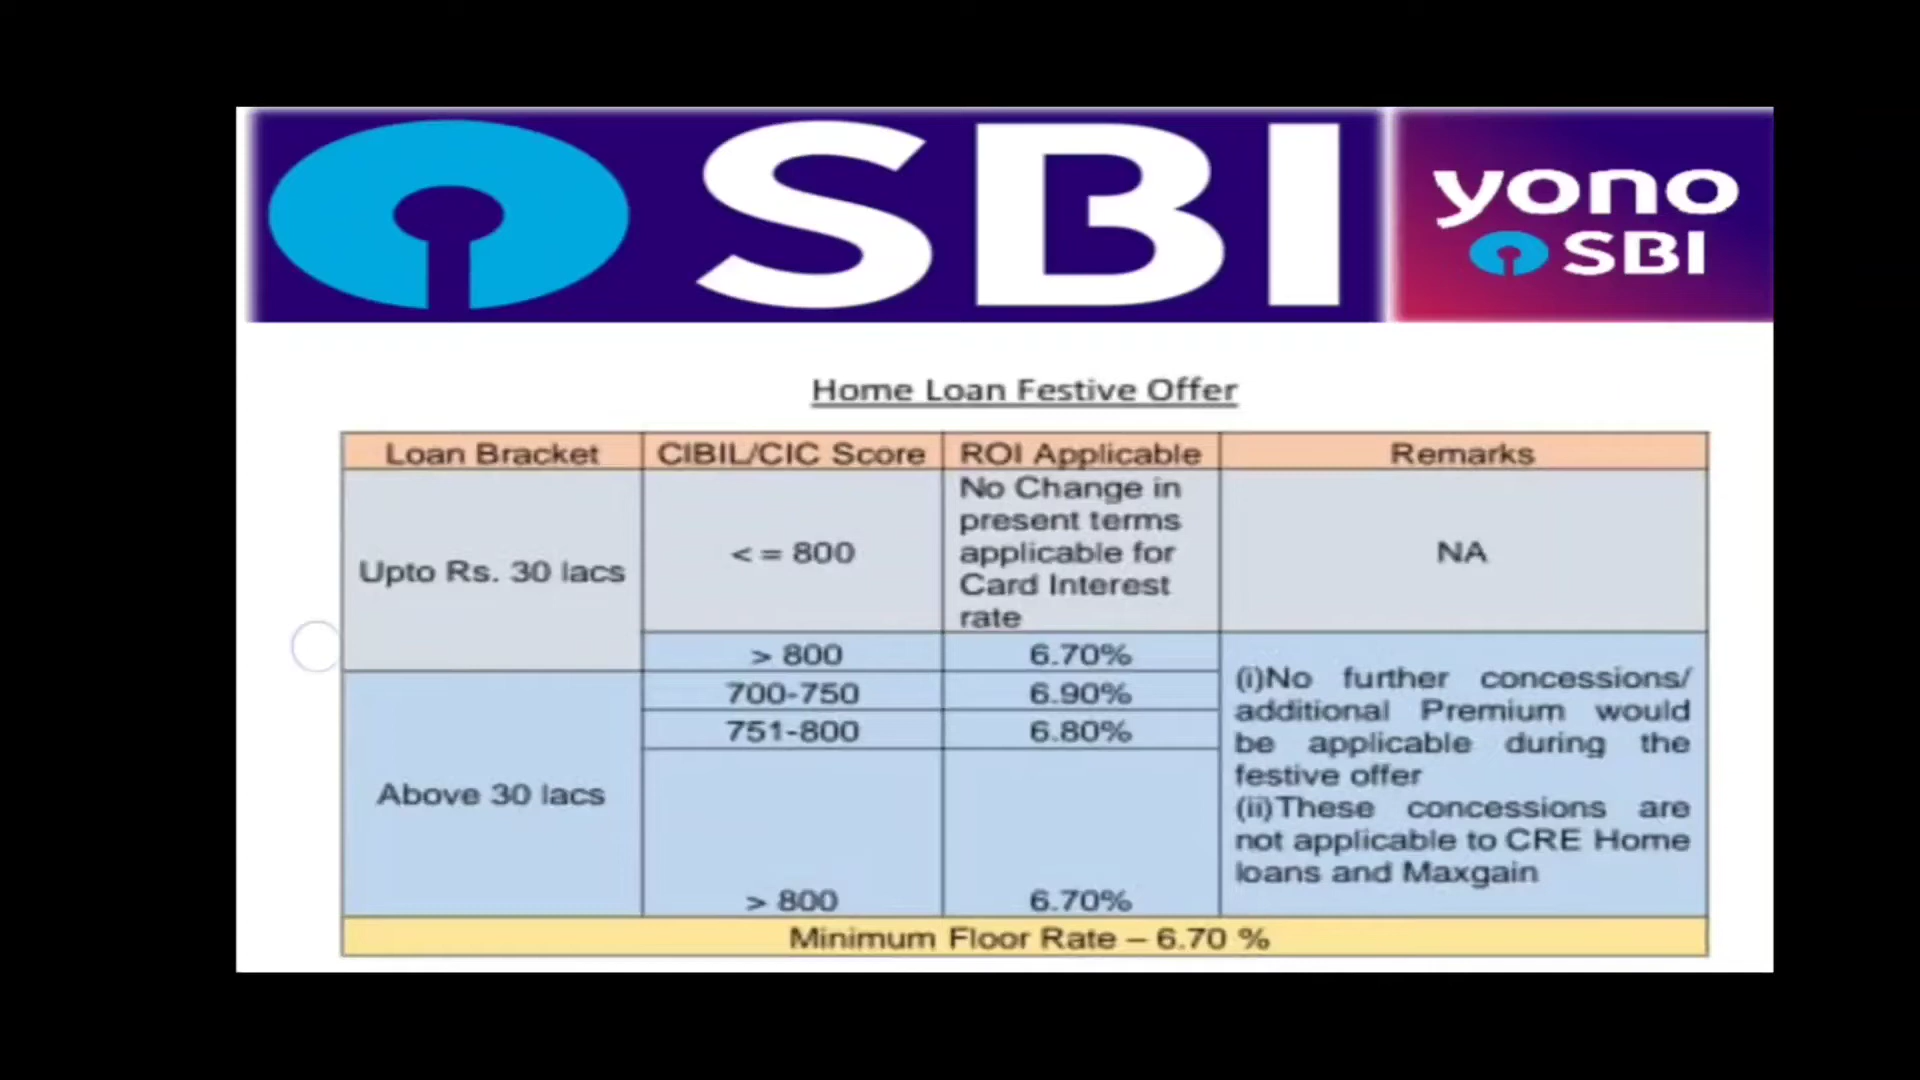 SBI
yono
SBI
Home Loan Festive Offer
Loan Bracket CIBIL/CIC Score ROI Applicable Remarks
Upto Rs. 30 lacs
< = 800
No Change in
present terms
applicable for
Card Interest
rate
NA
> 800 6.70%
Above 30 lacs
700-750 6.90%
751-800 6.80%
> 800 6.70%
(i)No further concessions/
additional Premium would
be applicable during the
festive offer
(ii)These concessions are
not applicable to CRE Home
loans and Maxgain
Minimum Floor Rate – 6.70 %